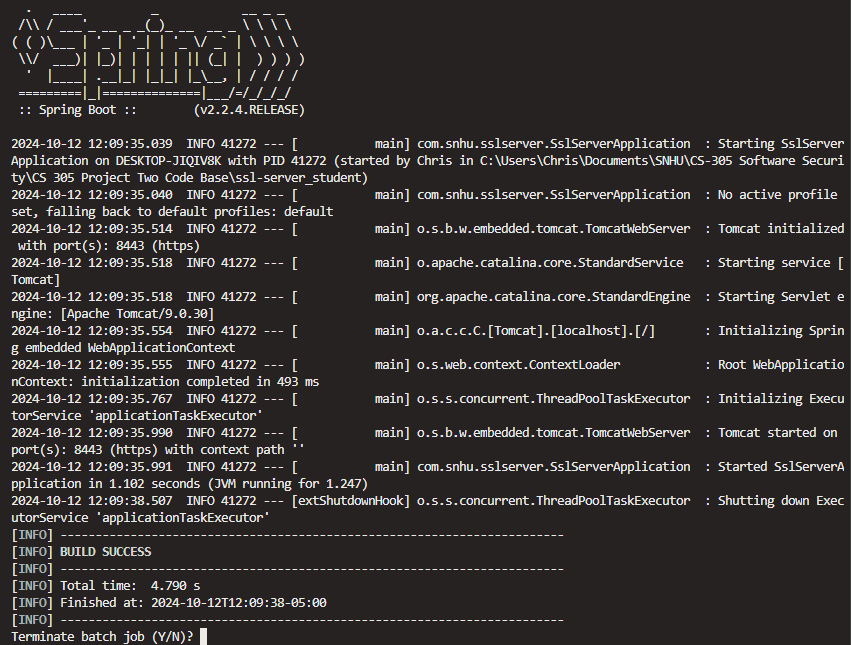 .   ____          _            __ _ _
 /\\ / ___'_ __ _ _(_)_ __  __ _ \ \ \ \
( ( )\___ | '_ | '_| | '_ \/ _` | \ \ \ \
 \\/  ___)| |_)| | | | | || (_| |  ) ) ) )
  '  |____| .__|_| |_|_| |_\__, | / / / /
 =========|_|==============|___/=/_/_/_/
 :: Spring Boot ::        (v2.2.4.RELEASE)
2024-10-12 12:09:35.039  INFO 41272 --- [           main] com.snhu.sslserver.SslServerApplication  : Starting SslServer
Application on DESKTOP-JIQIV8K with PID 41272 (started by Chris in C:\Users\Chris\Documents\SNHU\CS-305 Software Securi
ty\CS 305 Project Two Code Base\ssl-server_student)
2024-10-12 12:09:35.040  INFO 41272 --- [           main] com.snhu.sslserver.SslServerApplication  : No active profile
set, falling back to default profiles: default
2024-10-12 12:09:35.514  INFO 41272 --- [           main] o.s.b.w.embedded.tomcat.TomcatWebServer  : Tomcat initialized
 with port(s): 8443 (https)
2024-10-12 12:09:35.518  INFO 41272 --- [           main] o.apache.catalina.core.StandardService   : Starting service [
Tomcat]
2024-10-12 12:09:35.518  INFO 41272 --- [           main] org.apache.catalina.core.StandardEngine  : Starting Servlet e
ngine: [Apache Tomcat/9.0.30]
2024-10-12 12:09:35.554  INFO 41272 --- [           main] o.a.c.c.C.[Tomcat].[localhost].[/]       : Initializing Sprin
g embedded WebApplicationContext
2024-10-12 12:09:35.555  INFO 41272 --- [           main] o.s.web.context.ContextLoader            : Root WebApplicatio
nContext: initialization completed in 493 ms
2024-10-12 12:09:35.767  INFO 41272 --- [           main] o.s.s.concurrent.ThreadPoolTaskExecutor  : Initializing Execu
torService 'applicationTaskExecutor'
2024-10-12 12:09:35.990  INFO 41272 --- [           main] o.s.b.w.embedded.tomcat.TomcatWebServer  : Tomcat started on
port(s): 8443 (https) with context path ''
2024-10-12 12:09:35.991  INFO 41272 --- [           main] com.snhu.sslserver.SslServerApplication  : Started SslServerA
pplication in 1.102 seconds (JVM running for 1.247)
2024-10-12 12:09:38.507  INFO 41272 --- [extShutdownHook] o.s.s.concurrent.ThreadPoolTaskExecutor  : Shutting down Exec
utorService 'applicationTaskExecutor'
[INFO] ------------------------------------------------------------------------
[INFO] BUILD SUCCESS
[INFO] ------------------------------------------------------------------------
[INFO] Total time:  4.790 s
[INFO] Finished at: 2024-10-12T12:09:38-05:00
[INFO] ------------------------------------------------------------------------
Terminate batch job (Y/N)?